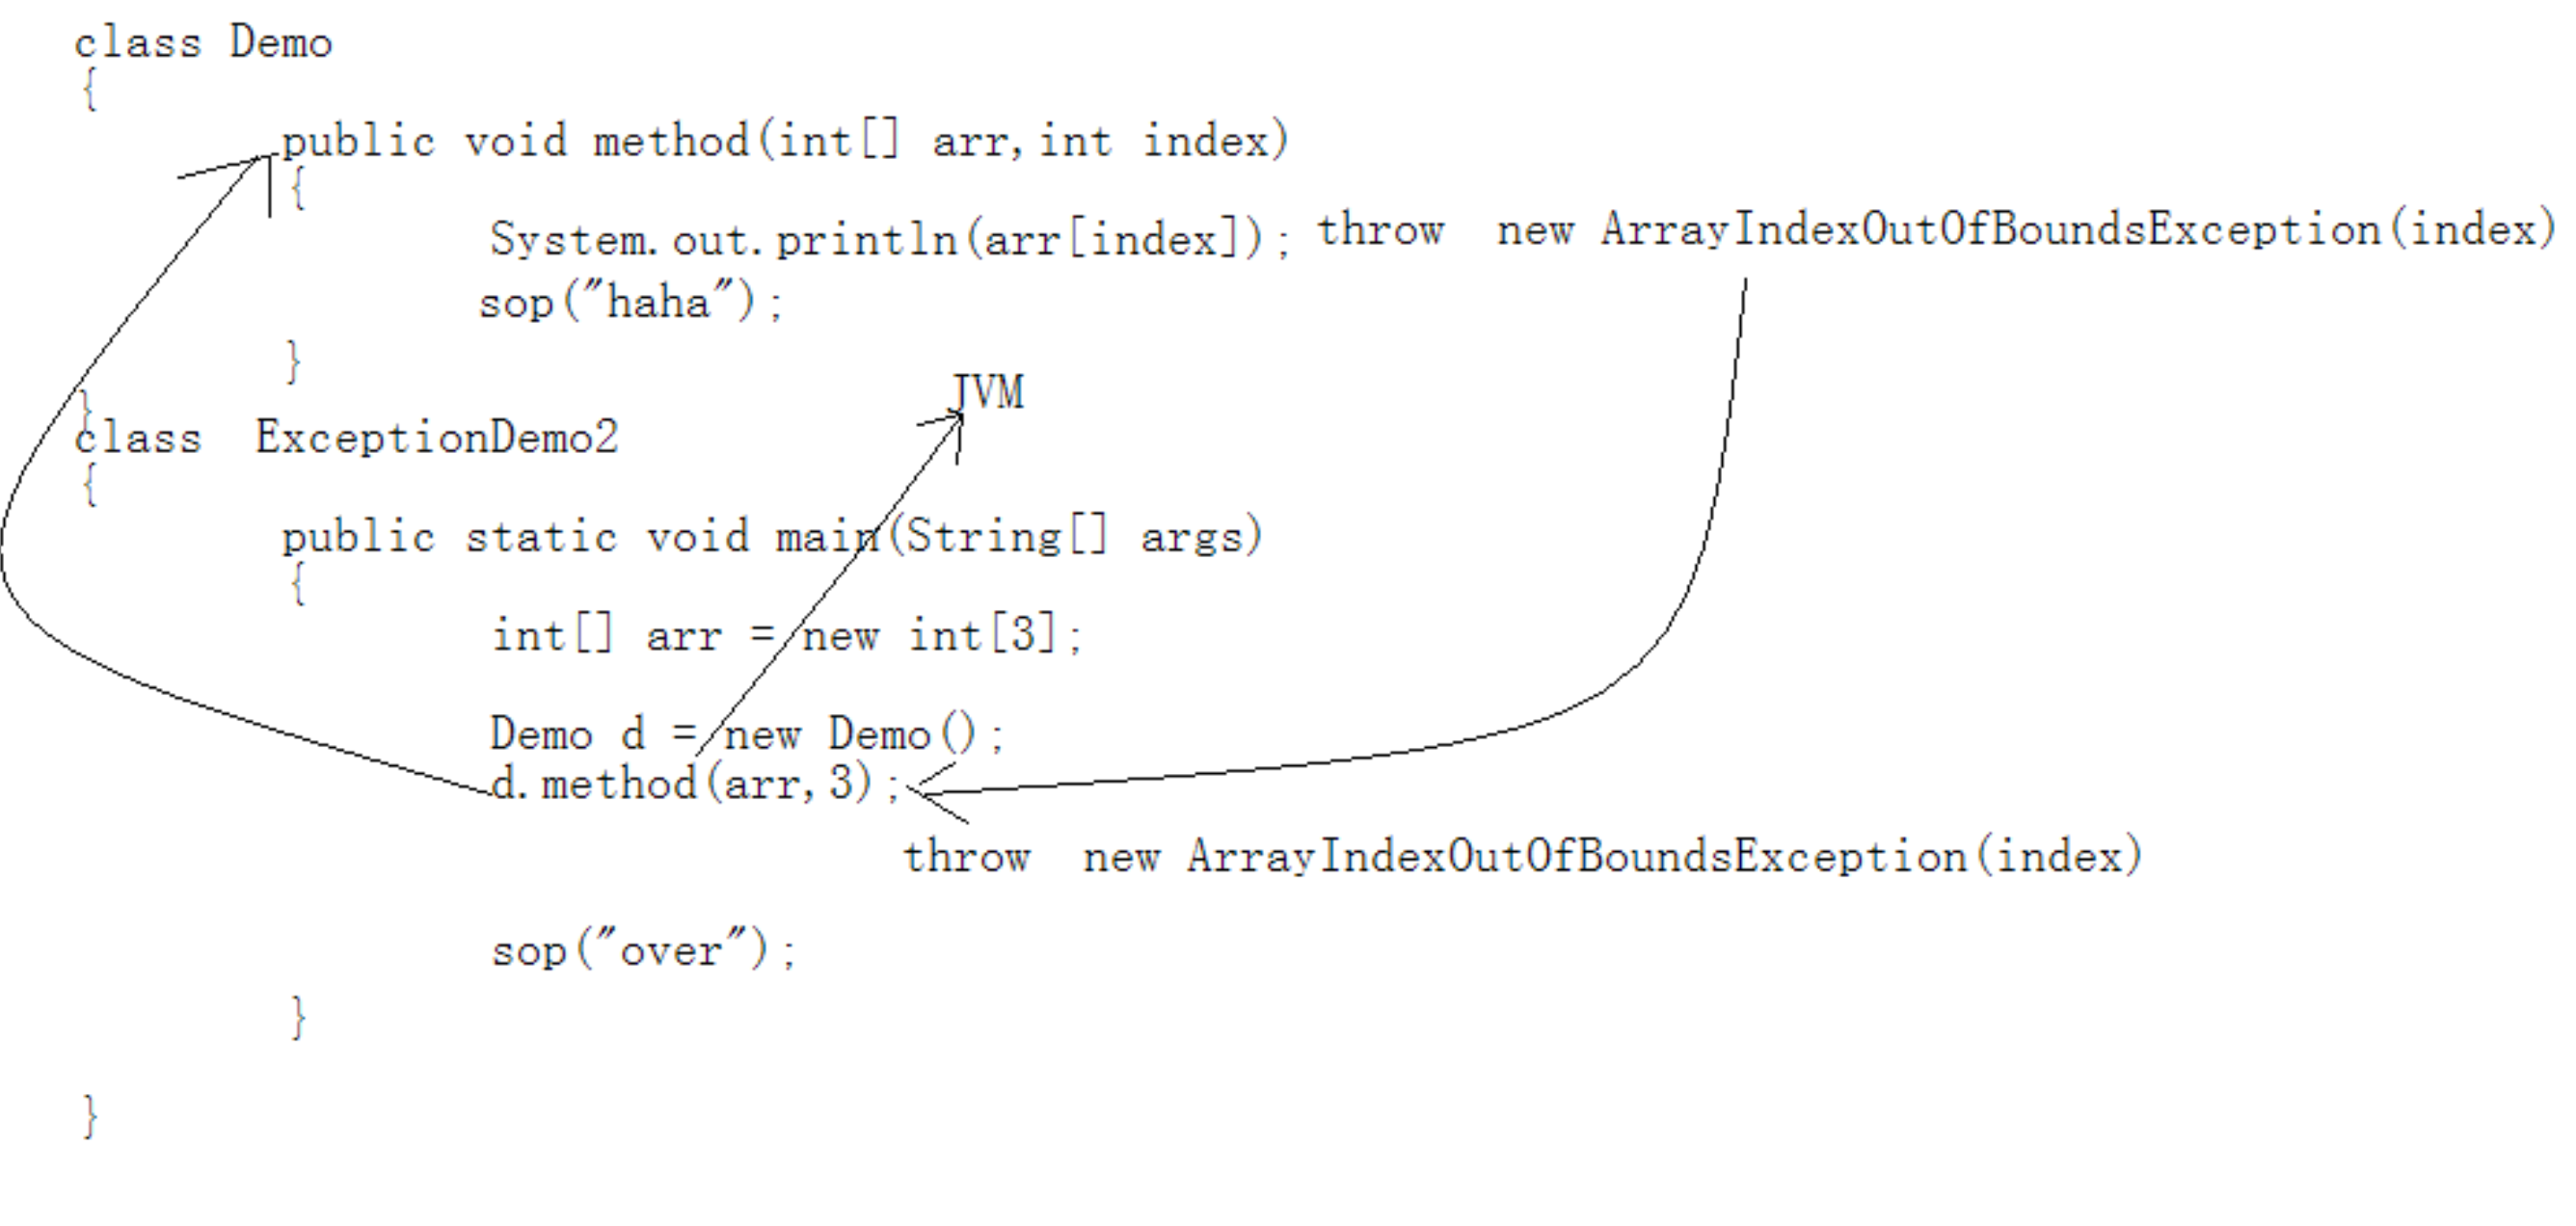 class Demo
{
public void method(int[] arr,int index)
{
System.out.println(arr[index]); throw new ArrayIndexOutOfBoundsException(index)
sop("haha");
}
JVM
}
class ExceptionDemo2
{
public static void main(String[] args)
{
int[] arr = new int[3];
Demo d = new Demo();
d.method(arr,3);
throw new ArrayIndexOutOfBoundsException(index)
sop("over");
}
}